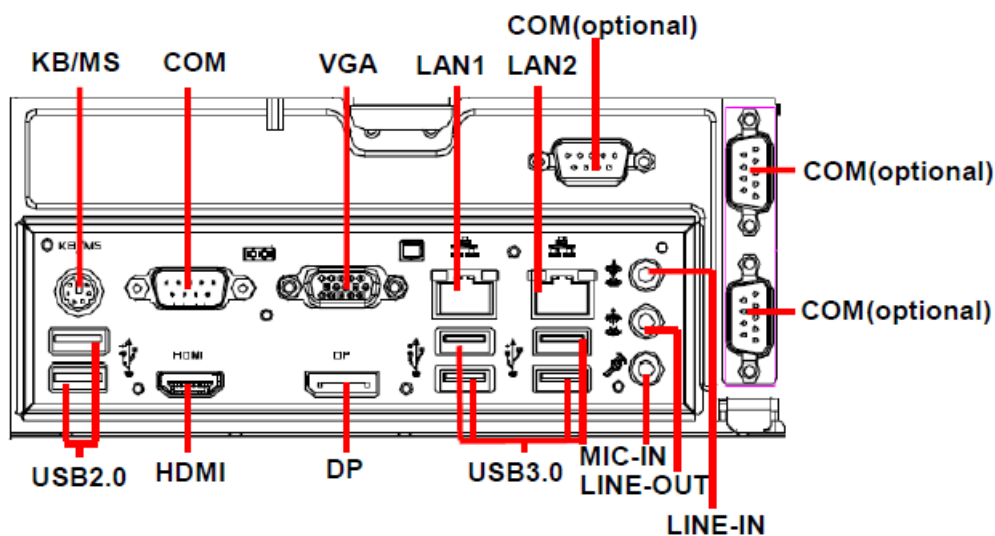 COM(optional)
KB/MS COM VGA LAN1 LAN2
COM(optional)
KB/MS
COM(optional)
HDMI DP
USB2.0 HDMI DP USB3.0 MIC-IN
LINE-OUT
LINE-IN